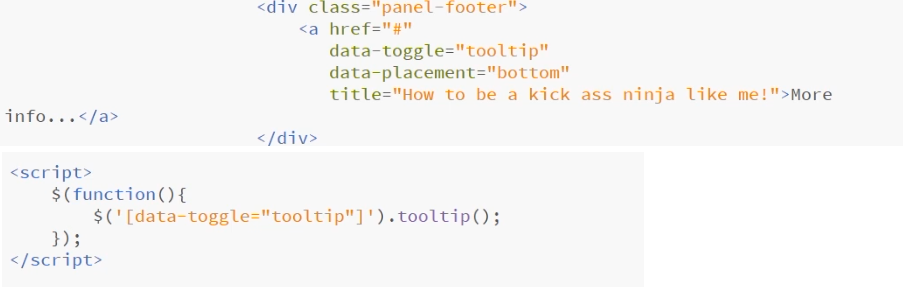 <div class="panel-footer">
<a href="#"
data-toggle="tooltip"
data-placement="bottom"
title="How to be a kick ass ninja like me!">More
info...</a>
</div>
<script>
$(function(){
$('[data-toggle="tooltip"]').tooltip();
});
</script>